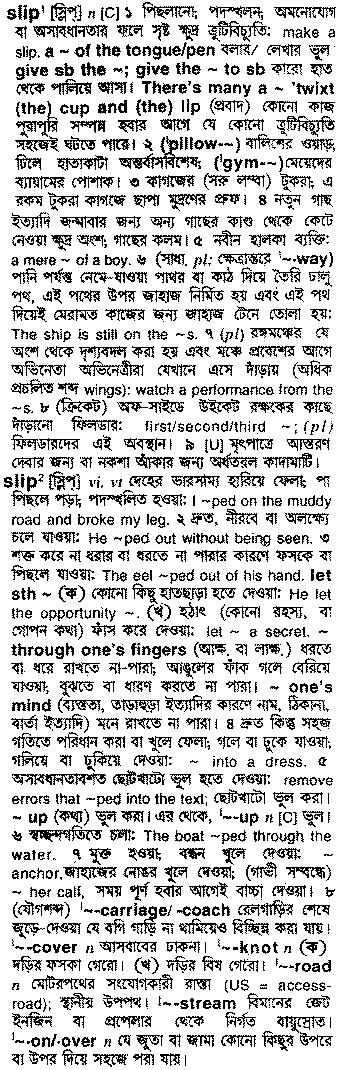 slip¹ [স্লিপ্] n [C] ১ পিছলানো; পদস্খলন; অমনোযোগ
বা অসাবধানতার ফলে সৃষ্ট ক্ষুদ্র ত্রুটিবিচ্যুতি: make a
slip. a ~ of the tongue/pen বলার/ লেখার ভুল
give sb the ~; give the ~ to sb কারো হাত
থেকে পালিয়ে আসা। There's many a ~ 'twixt
(the) cup and (the) lip (প্রবাদ) কোনো কাজ
পুরাপুরি সম্পন্ন হবার আগে যে কোনো ত্রুটিবিচ্যুতি
সহজেই ঘটতে পারে। ২ ('pillow-~) বালিশের ওয়াড়;
ঢিলে হাতাকাটা অন্তর্বাসবিশেষ; ('gym-~)মেয়েদের
ব্যায়ামের পোশাক। ৩ কাগজের (সরু লম্বা) টুকরা; এ
রকম টুকরা কাগজে ছাপা মুদ্রণের প্রুফ। ৪ নতুন গাছ
ইত্যাদি জন্মাবার জন্য অন্য গাছের কাণ্ড থেকে কেটে
নেওয়া ক্ষুদ্র অংশ; গাছের কলম। ৫ নবীন হালকা ব্যক্তি:
a mere ~ of a boy. ৬ (সাধা, pl; ক্ষেত্রান্তরে '~-way)
পানি পর্যন্ত নেমে-যাওয়া পাথর বা কাঠ দিয়ে তৈরি ঢালু
পথ, এই পথের উপর জাহাজ নির্মিত হয় এবং এই পথ
দিয়েই মেরামত কাজের জন্য জাহাজ টেনে তোলা হয়:
The ship is still on the ~s. ৭ (pl) রঙ্গমঞ্চের যে
অংশ থেকে দৃশ্যবদল করা হয় এবং মঞ্চে প্রবেশের আগে
অভিনেতা অভিনেত্রীরা যেখানে এসে দাঁড়ায় (অধিক
প্রচলিত শব্দ wings): watch a performance from the
~s. ৮ (ক্রিকেট) অফ-সাইডে উইকেট রক্ষকের কাছে
দাঁড়ানো ফিলডার: first/second/third ~; (pl)
ফিলডারদের এই অবস্থান। ৯ [U] মৃৎপাত্রে আস্তরণ
দেবার জন্য বা নকশা আঁকার জন্য অর্ধতরল কাদামাটি।
slip² [স্লিপ্] vi, vt দেহের ভারসাম্য হারিয়ে ফেলা; পা
পিছলে পড়া; পদস্খলিত হওয়া: I ~ped on the muddy
road and broke my leg. ২ দ্রুত, নীরবে বা অলক্ষ্যে
চলে যাওয়া: He ~ped out without being seen. ৩
শক্ত করে না ধরার বা ধরতে না পারার কারণে ফসকে বা
পিছলে যাওয়া: The eel ~ped out of his hand. let
sth ~ (ক) কোনো কিছু হাতছাড়া হতে দেওয়া: He let
the opportunity ~. (খ) হঠাৎ (কোনো রহস্য, বা
গোপন কথা) ফাঁস করে দেওয়া: let ~ a secret. ~
through one's fingers (আক্ষ. বা লাক্ষ.) ধরতে
বা ধরে রাখতে না-পারা; আঙুলের ফাঁক গলে বেরিয়ে
যাওয়া; বুঝতে বা ধারণ করতে না পারা। ~ one's
mind (ব্যস্ততা, তাড়াহুড়া ইত্যাদির কারণে নাম, ঠিকানা,
বার্তা ইত্যাদি) মনে রাখতে না পারা। ৪ দ্রুত কিন্তু সহজ
গতিতে পরিধান করা বা খুলে ফেলা; গলে বা ঢুকে যাওয়া;
গলিয়ে বা ঢুকিয়ে দেওয়া: ~ into a dress. ৫
অসাবধানতাবশত ছোটখাটো ভুল হতে দেওয়া: remove
errors that ~ped into the text; ছোটখাটো ভুল করা।
~ up (কথ্য) ভুল করা। এর থেকে, '~-up n [C] ভুল।
৬ স্বচ্ছন্দগতিতে চলা: The boat ~ped through the
water. ৭ মুক্ত হওয়া; বন্ধন খুলে দেওয়া: ~
anchor,জাহাজের নোঙর খুলে দেওয়া; (গাভী সম্বন্ধে)
~ her calf, সময় পূর্ণ হবার আগেই বাচ্চা দেওয়া। ৮
(যৌগশব্দ) '~-carriage/ -coach রেলগাড়ির শেষে
জুড়ে-দেওয়া যে বগি গাড়ি না থামিয়েও বিচ্ছিন্ন করা যায়।
'~-cover n আসবাবের ঢাকনা। '~-knot n (ক)
দড়ির ফসকা গেরো। (খ) দড়ির বিষ গেরো। '~-road
n মোটরপথের সংযোগকারী রাস্তা (US = access-
road); স্থানীয় উপপথ। '~-stream বিমানের জেট
ইনজিন বা প্রপেলার থেকে নির্গত বায়ুস্রোত।
'~-on/-over n যে জুতা বা জামা কোনো কিছুর উপরে
বা উপর দিয়ে সহজে পরা যায়।